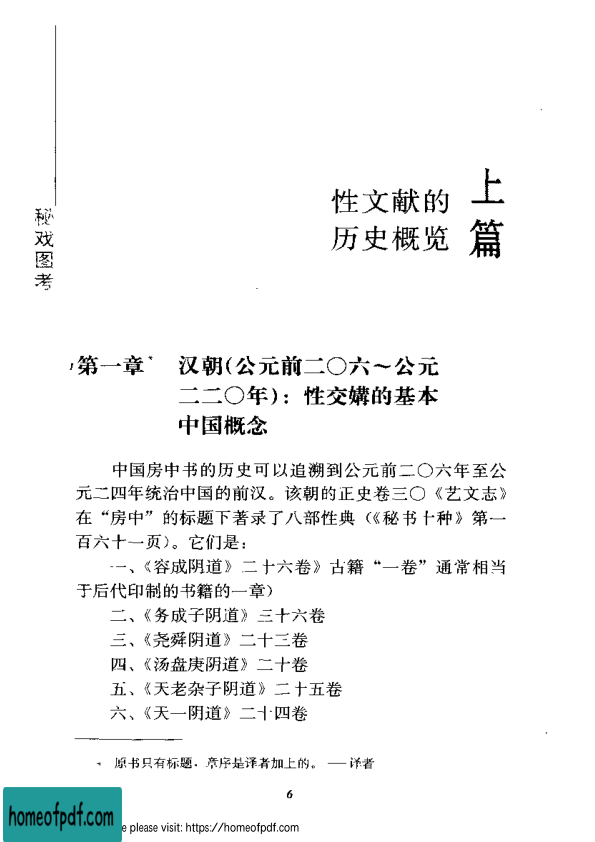 秘戏图考
上篇
性文献的
历史概览
第一章* 汉朝(公元前二〇六～公元
二二〇年)：性交媾的基本
中国概念
中国房中书的历史可以追溯到公元前二〇六年至公
元二四年统治中国的前汉。该朝的正史卷三〇《艺文志》
在“房中”的标题下著录了八部性典(《秘书十种》第一
百六十一页)。它们是：
一、《容成阴道》二十六卷》古籍“一卷”通常相当
于后代印制的书籍的一章)
二、《务成子阴道》三十六卷
三、《尧舜阴道》二十三卷
四、《汤盘庚阴道》二十卷
五、《天老杂子阴道》二十五卷
六、《天一阴道》二十四卷
* 原书只有标题，章序是译者加上的。——译者
6
homeofpdf.com
e please visit: https://homeofpdf.com